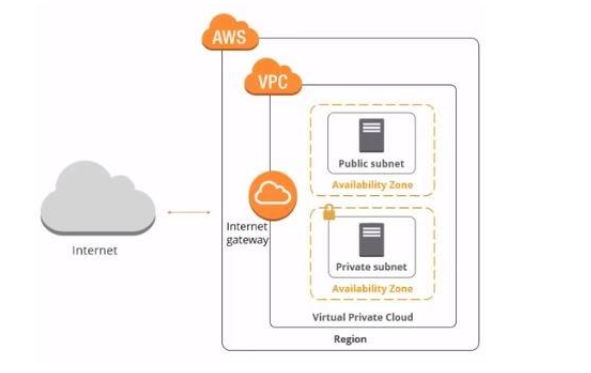 AWS
VPC
Public subnet
Availability Zone
Internet
gateway
Internet
Private subnet
Availability Zone
Virtual Private Cloud
Region